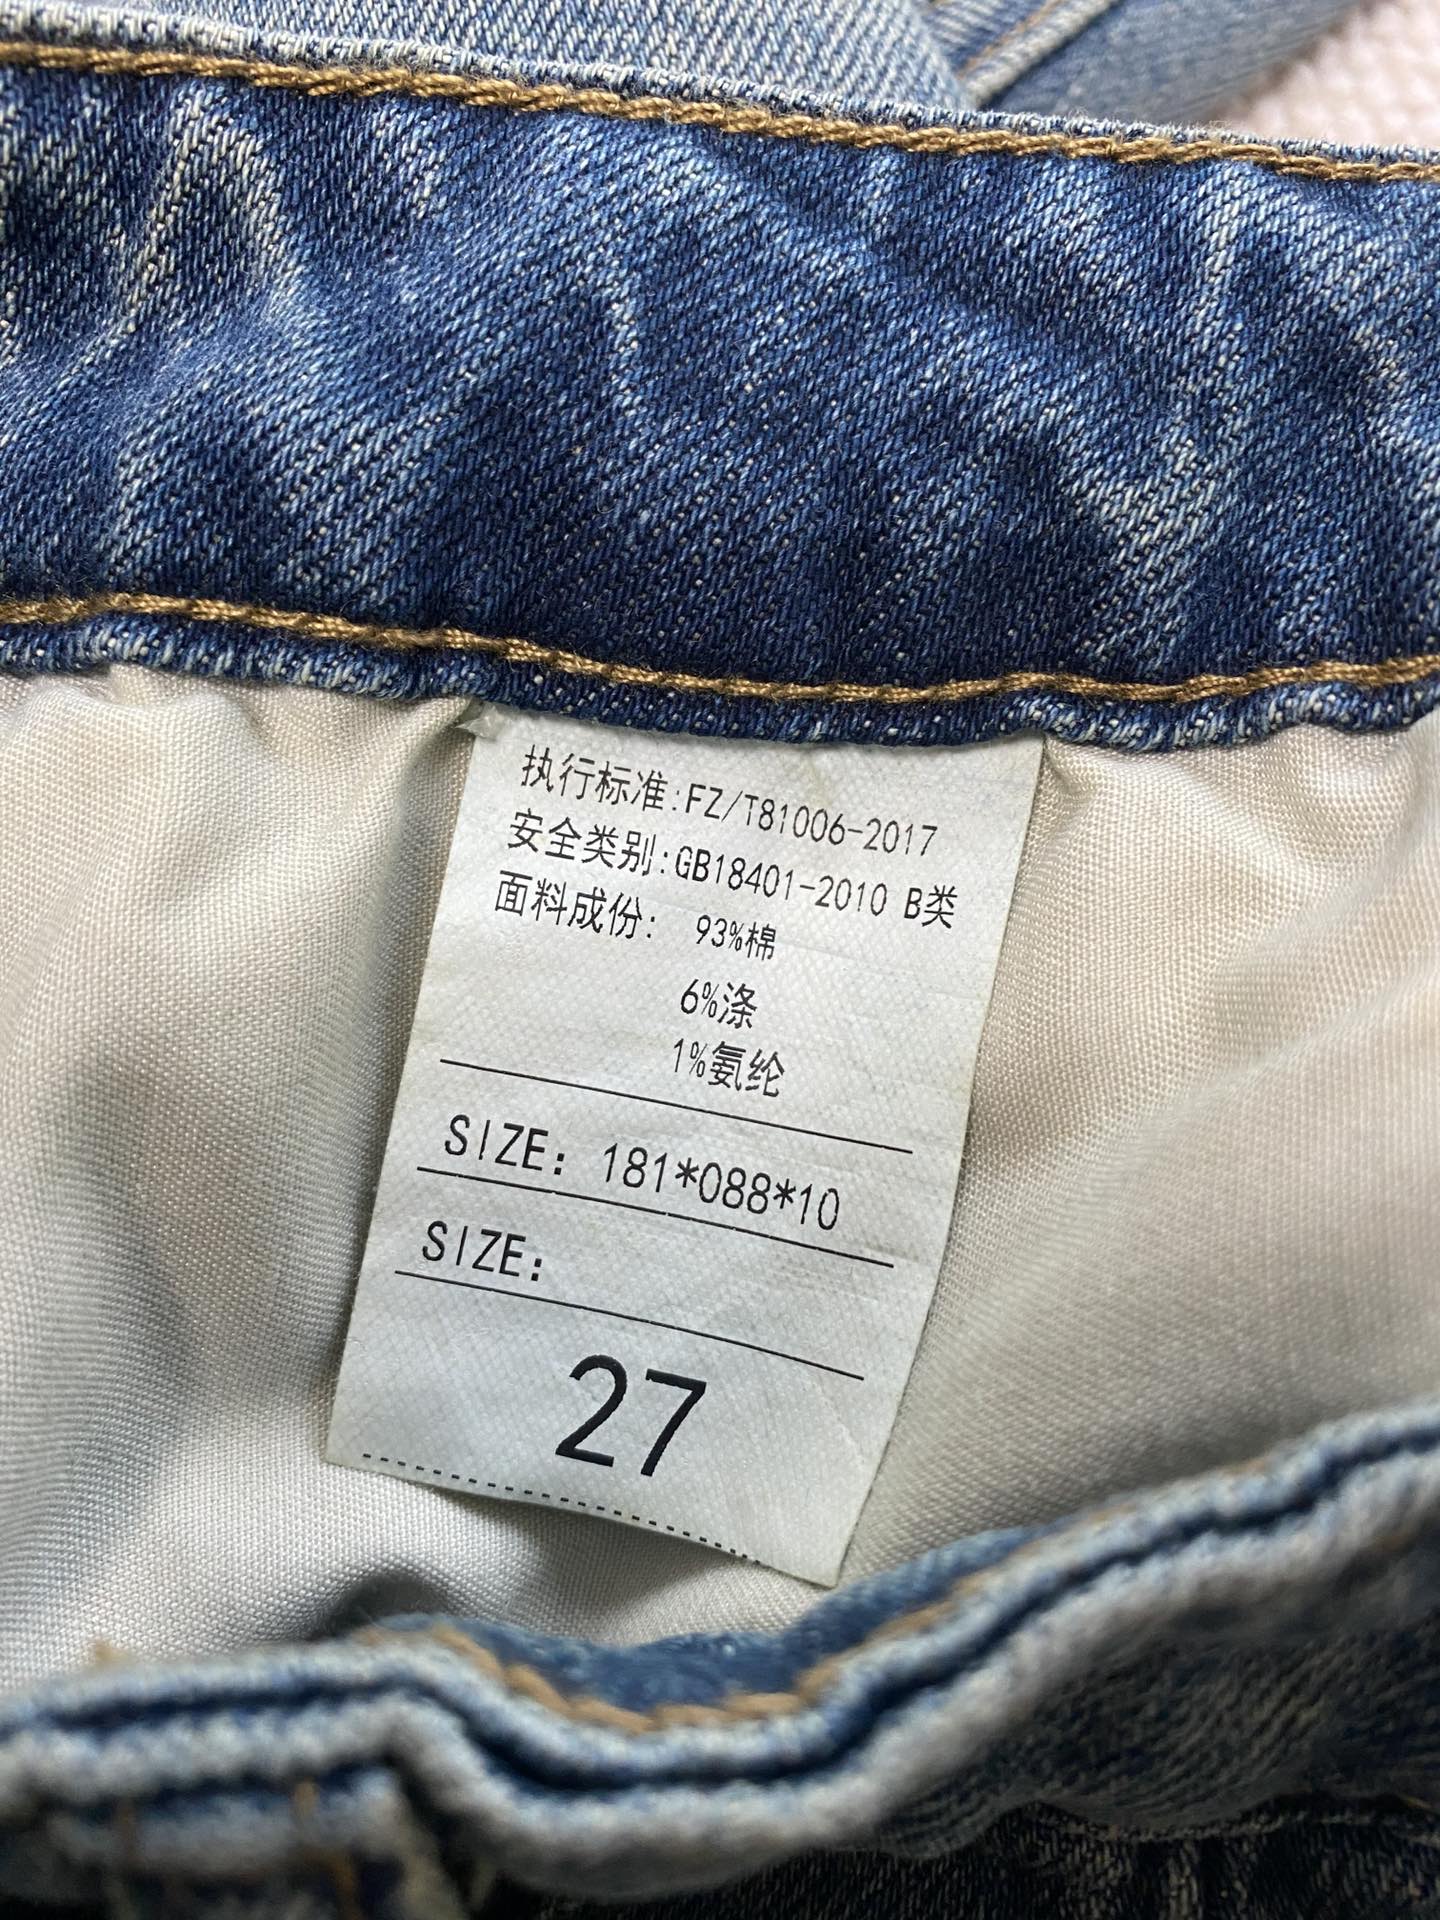 执行标准:FZ/T81006-2017
安全类别:GB18401-2010 B类
面料成份: 93%棉
6%涤
1%氨纶
SIZE: 181*088*10
SIZE:
27